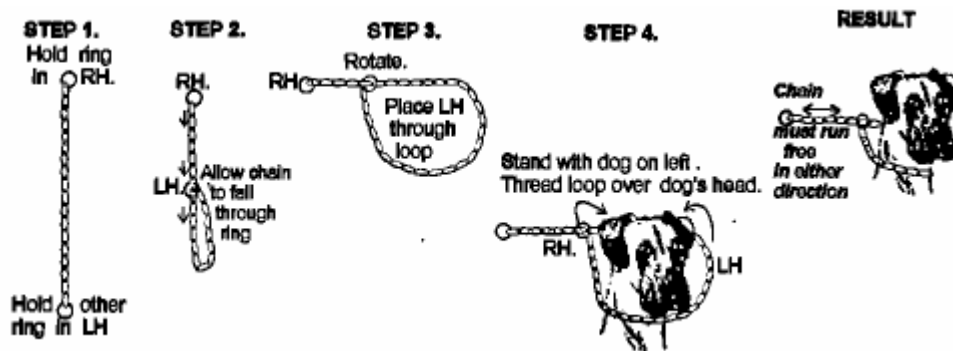 STEP 1.
Hold ring
in RH.
Hold other
ring in LH
STEP 2.
RH.
LH.
Allow chain
to fall
through
ring
STEP 3.
Rotate.
RH
Place LH
through
loop
STEP 4.
Stand with dog on left .
Thread loop over dog's head.
RH.
LH
RESULT
Chain
must run
free
in either
direction